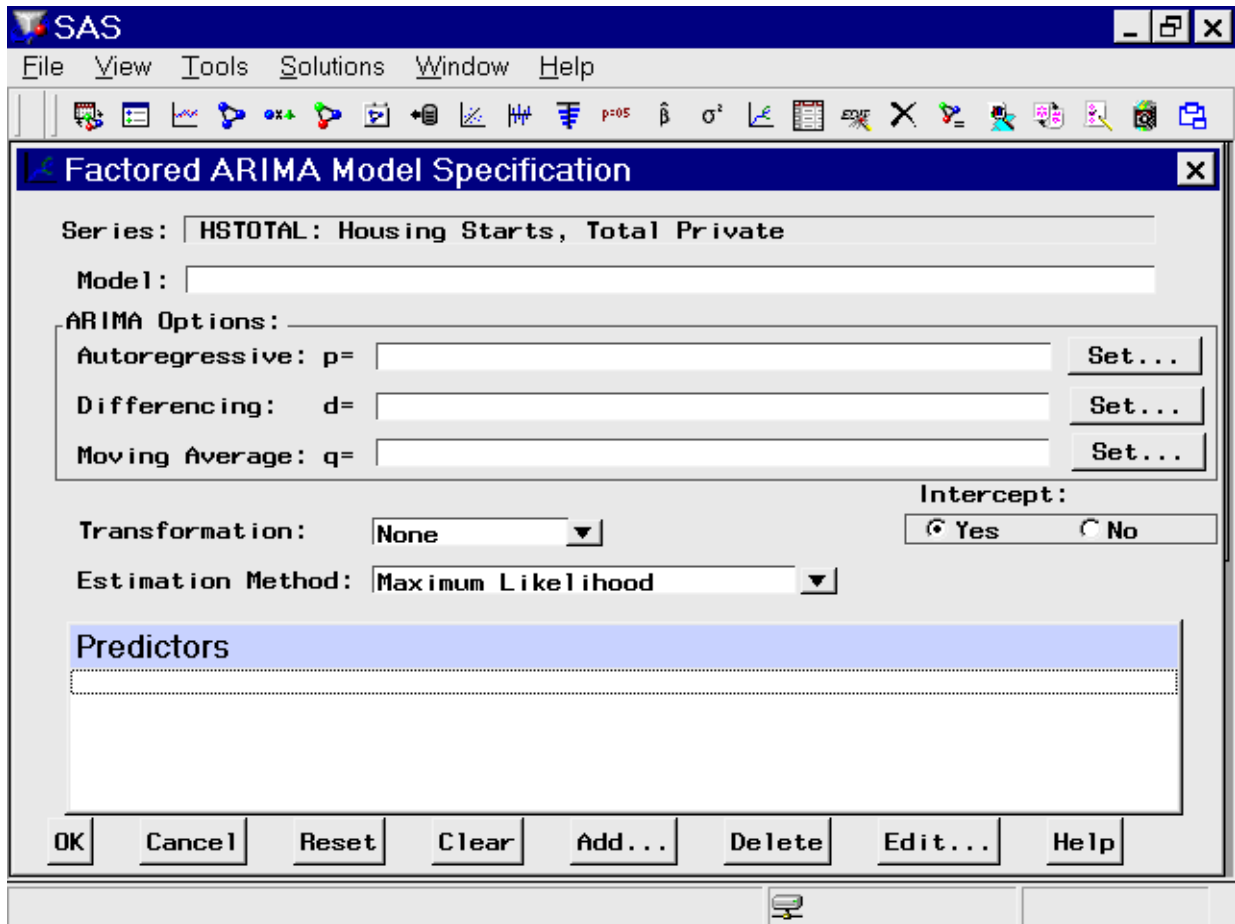 SAS
File View Tools Solutions Window Help
p=05 β̂ σ²
Factored ARIMA Model Specification
Series: HSTOTAL: Housing Starts, Total Private
Model:
ARIMA Options:
Autoregressive: p= Set...
Differencing: d= Set...
Moving Average: q= Set...
Intercept:
Transformation: None Yes No
Estimation Method: Maximum Likelihood
Predictors
OK Cancel Reset Clear Add... Delete Edit... Help